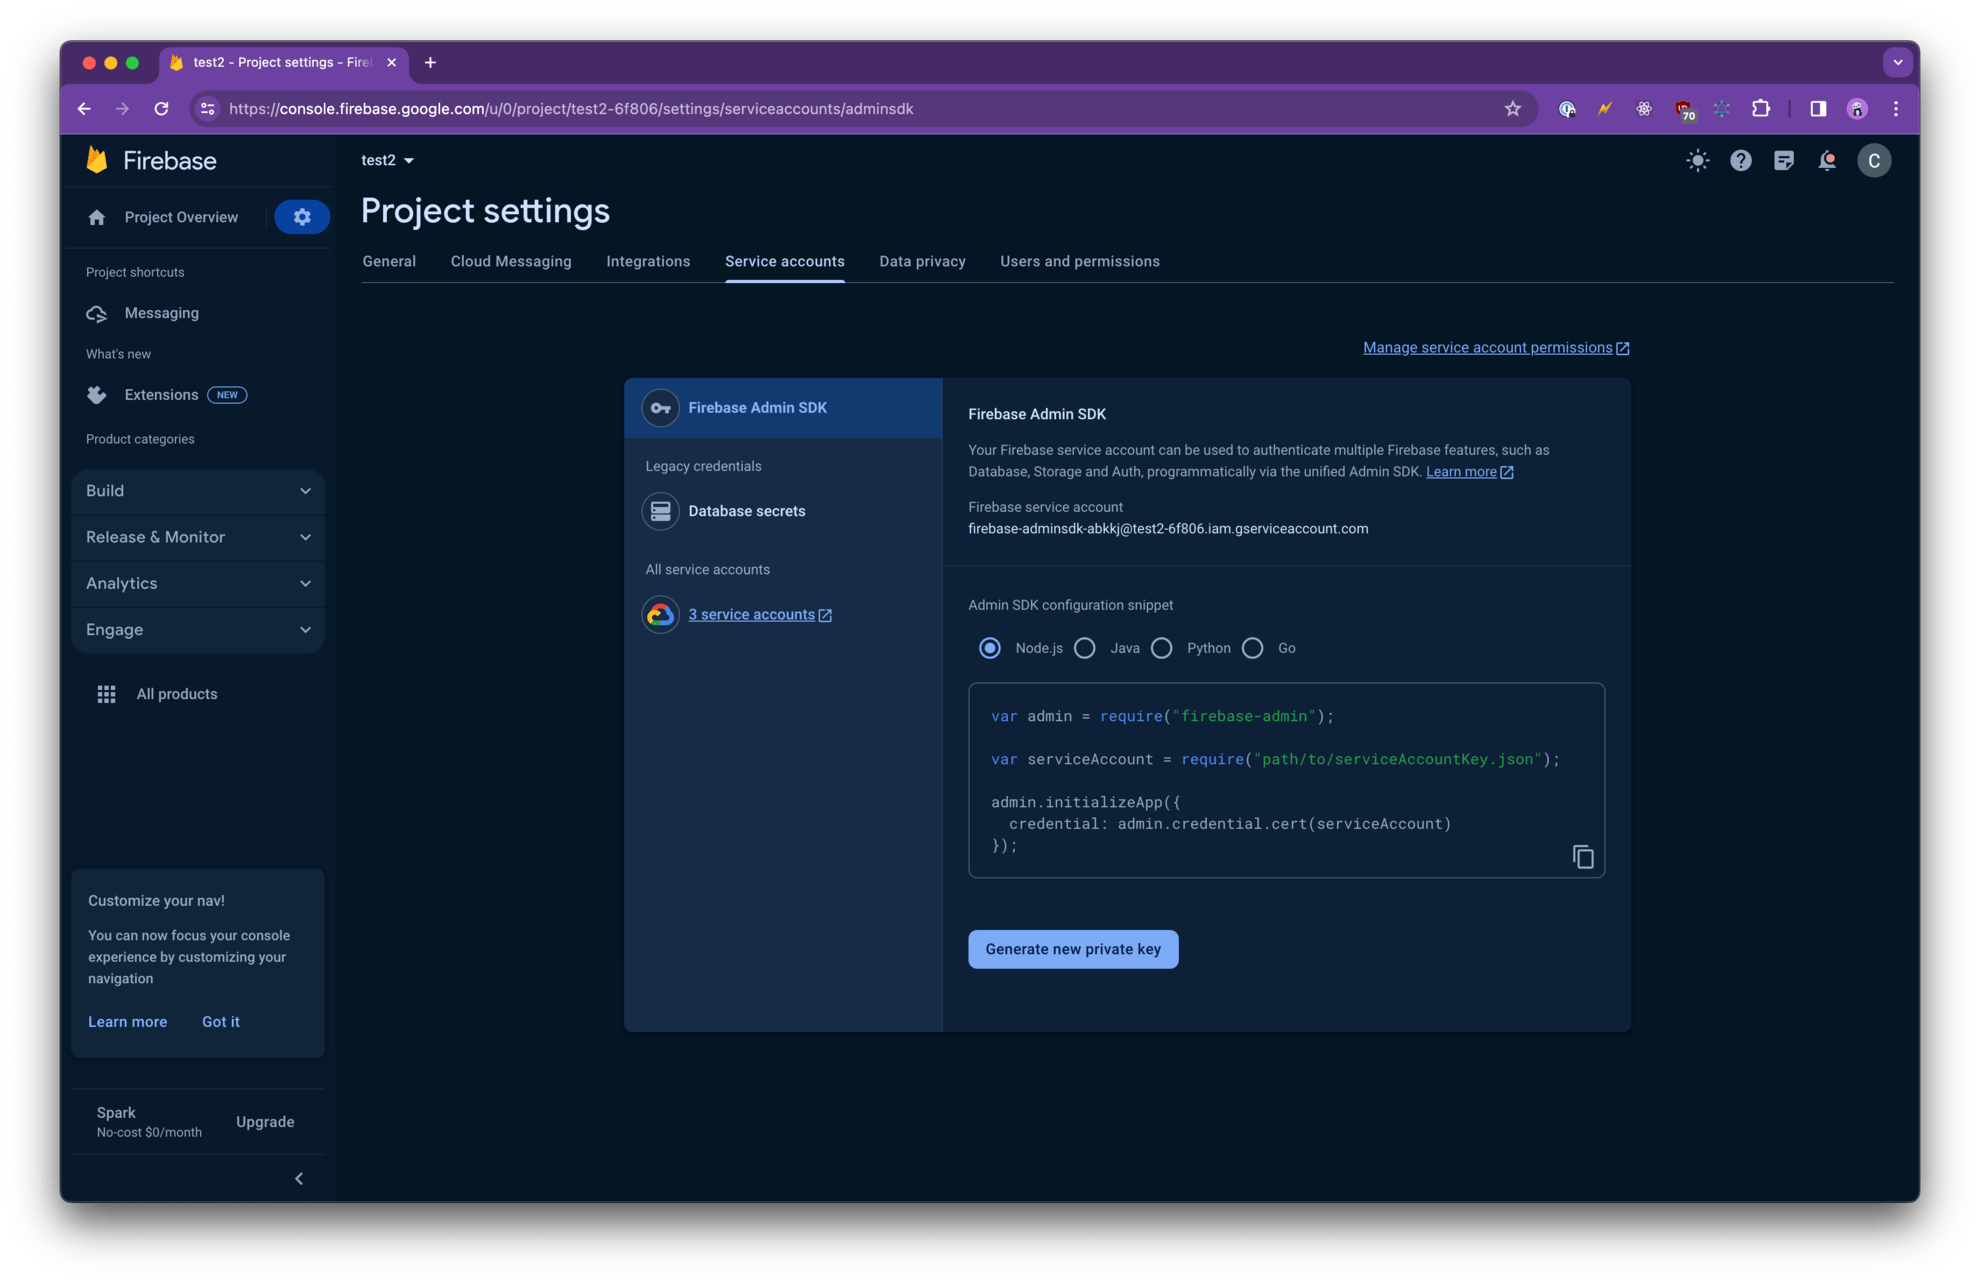 test2 - Project settings - Fire
https://console.firebase.google.com/u/0/project/test2-6f806/settings/serviceaccounts/adminsdk
70
Firebase
test2
C
Project Overview
Project settings
General Cloud Messaging Integrations Service accounts Data privacy Users and permissions
Project shortcuts
Messaging
What's new
Extensions NEW
Product categories
Build
Release & Monitor
Analytics
Engage
All products
Customize your nav!
You can now focus your console
experience by customizing your
navigation
Learn more Got it
Spark
No-cost $0/month
Upgrade
Manage service account permissions
Firebase Admin SDK
Legacy credentials
Database secrets
All service accounts
3 service accounts
Firebase Admin SDK
Your Firebase service account can be used to authenticate multiple Firebase features, such as
Database, Storage and Auth, programmatically via the unified Admin SDK. Learn more
Firebase service account
firebase-adminsdk-abkkj@test2-6f806.iam.gserviceaccount.com
Admin SDK configuration snippet
Node.js Java Python Go
var admin = require("firebase-admin");
var serviceAccount = require("path/to/serviceAccountKey.json");
admin.initializeApp({
  credential: admin.credential.cert(serviceAccount)
});
Generate new private key